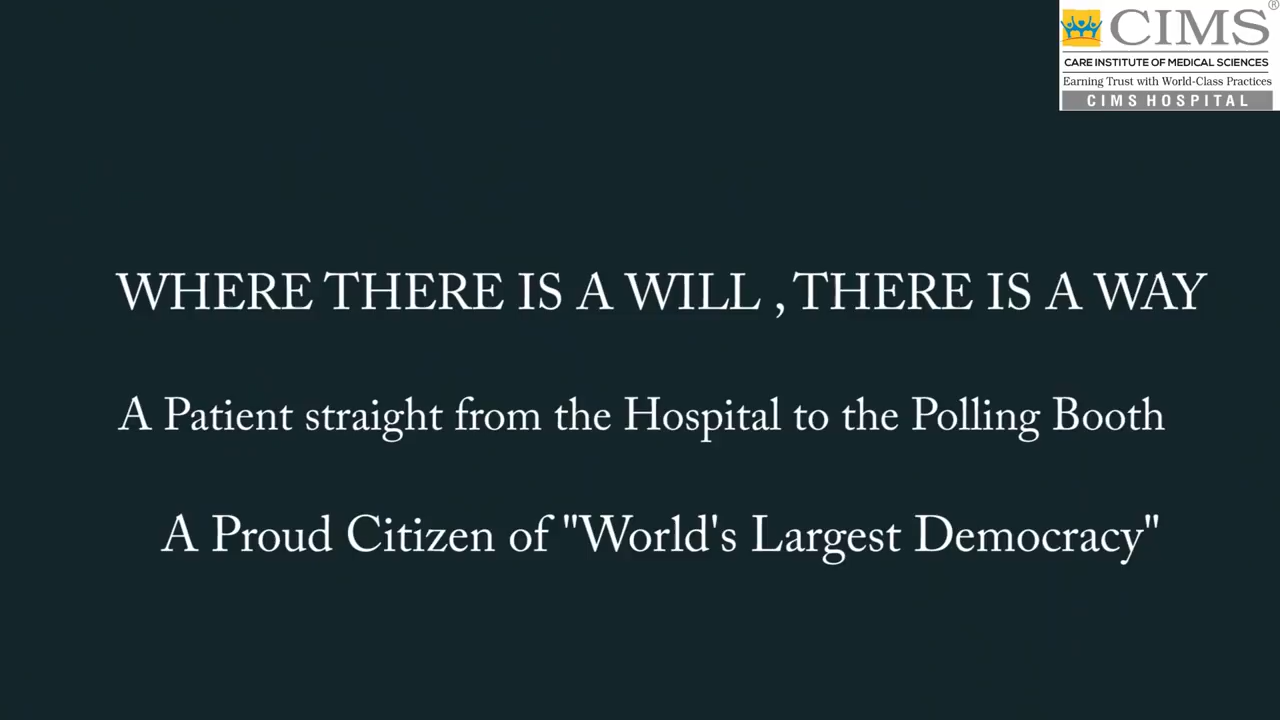 CIMS®
CARE INSTITUTE OF MEDICAL SCIENCES
Earning Trust with World-Class Practices
CIMS HOSPITAL
WHERE THERE IS A WILL , THERE IS A WAY
A Patient straight from the Hospital to the Polling Booth
A Proud Citizen of "World's Largest Democracy"